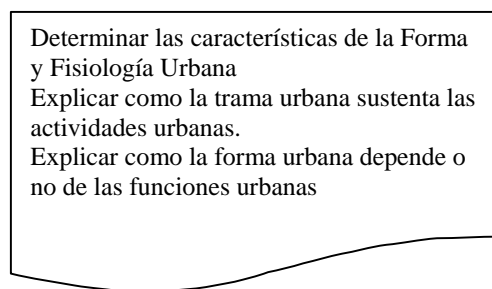 Determinar las características de la Forma
y Fisiología Urbana
Explicar como la trama urbana sustenta las
actividades urbanas.
Explicar como la forma urbana depende o
no de las funciones urbanas